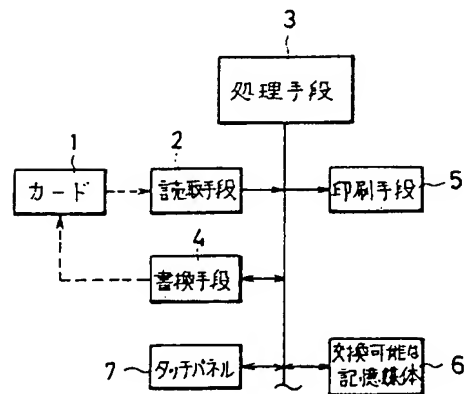 3
処理手段
1
2
カード
読取手段
印刷手段
5
4
書換手段
7
タッチパネル
交換可能な
記憶媒体
6